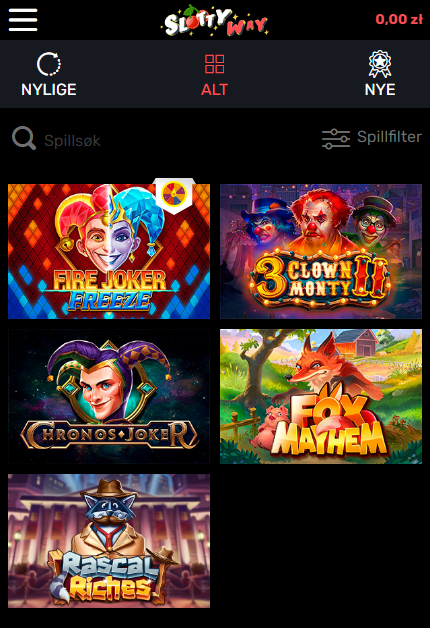 SLOTTY WAY
0,00 zł
NYLIGE
ALT
NYE
Spillsøk
Spillfilter
FIRE JOKER
FREEZE
3 CLOWN
MONTY II
CHRONOS JOKER
FOX
MAYHEM
RASCAL
RICHES